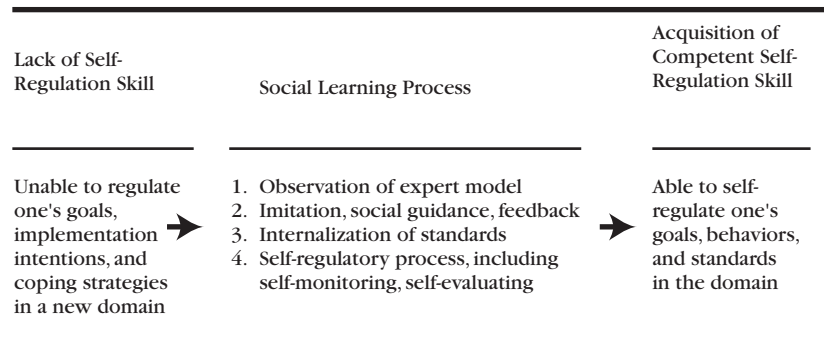 Lack of Self-
Regulation Skill
Social Learning Process
Acquisition of
Competent Self-
Regulation Skill
Unable to regulate
one's goals,
implementation
intentions, and
coping strategies
in a new domain
1. Observation of expert model
2. Imitation, social guidance, feedback
3. Internalization of standards
4. Self-regulatory process, including
self-monitoring, self-evaluating
Able to self-
regulate one's
goals, behaviors,
and standards
in the domain